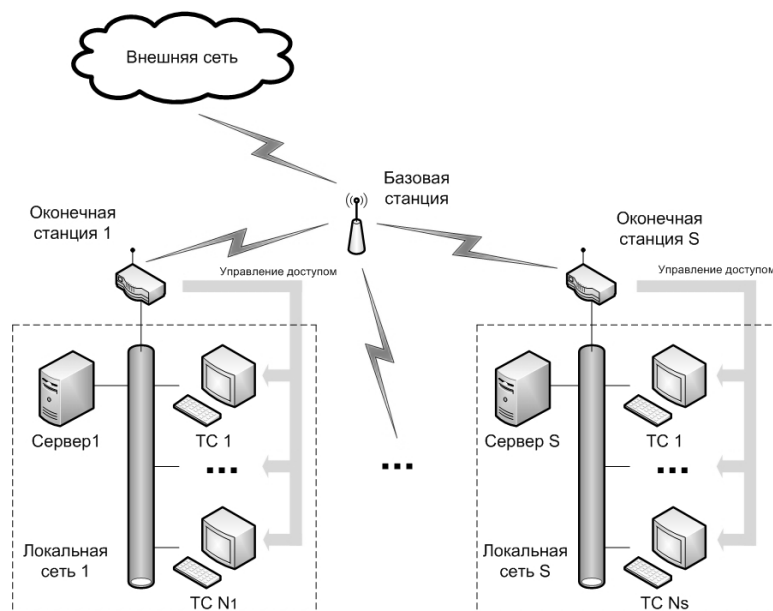 Внешняя сеть
Базовая
станция
Оконечная
станция 1
Оконечная
станция S
Управление доступом
Управление доступом
Сервер1
ТС 1
...
Локальная
сеть 1
ТС N1
...
Сервер S
ТС 1
...
Локальная
сеть S
ТС Ns